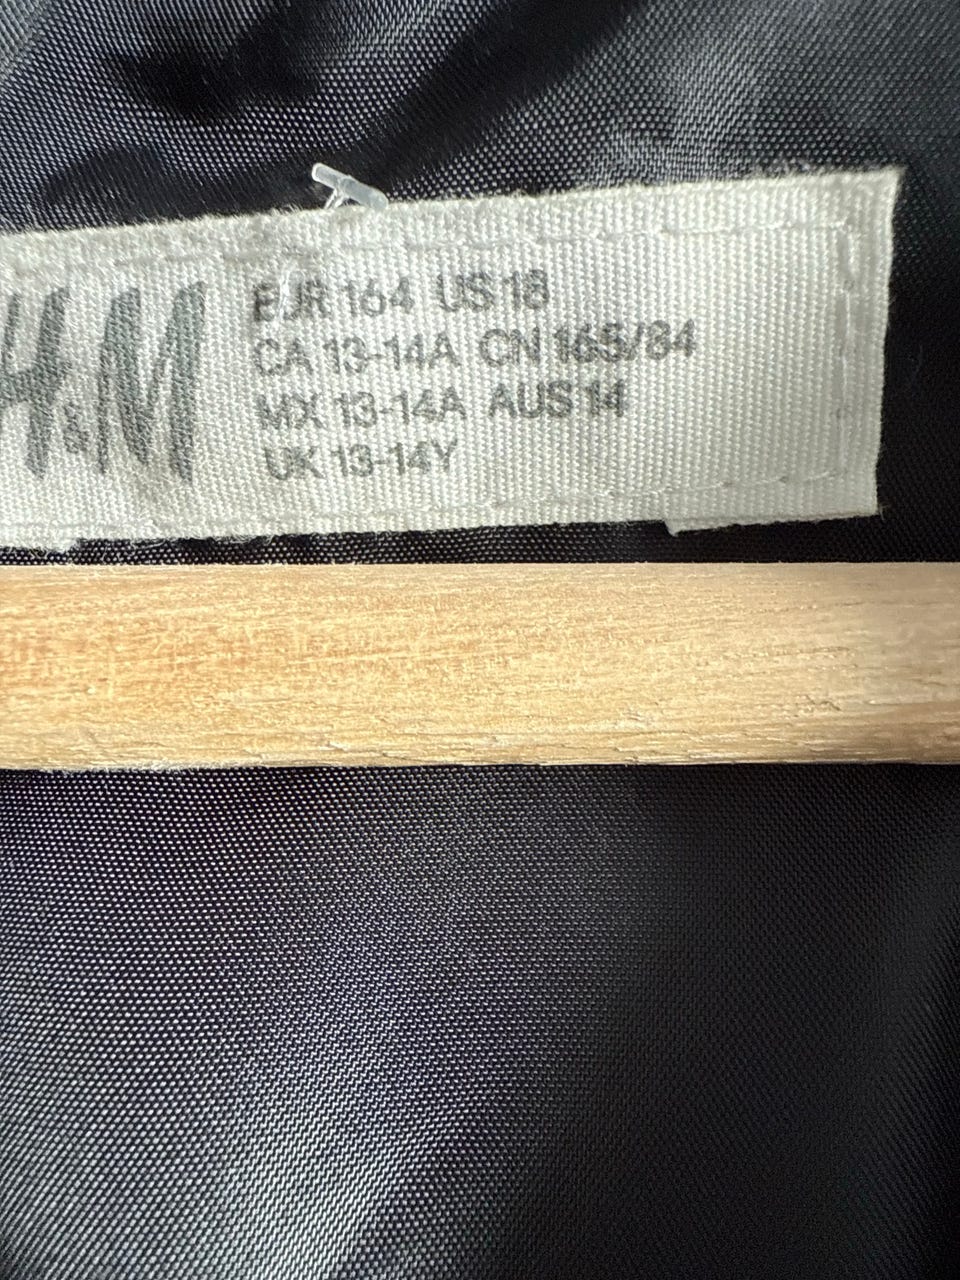 H&M
EUR 164 US 18
CA 13-14A CN 165/84
MX 13-14A AUS 14
UK 13-14Y